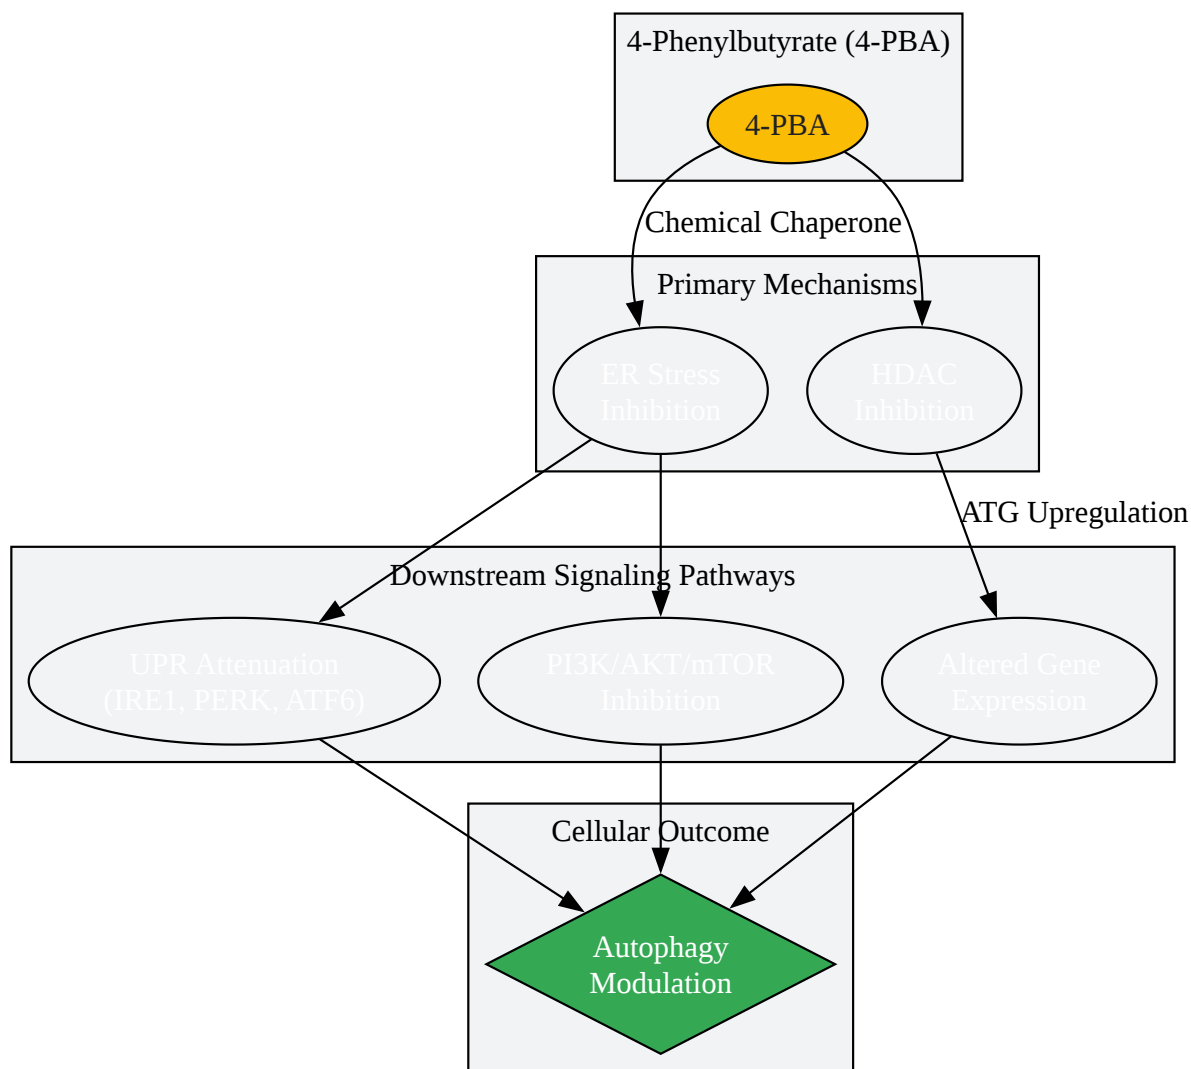 4-Phenylbutyrate (4-PBA)
4-PBA
Chemical Chaperone
Primary Mechanisms
ER Stress
Inhibition
HDAC
Inhibition
ATG Upregulation
Downstream Signaling Pathways
UPR Attenuation
(IRE1, PERK, ATF6)
PI3K/AKT/mTOR
Inhibition
Altered Gene
Expression
Cellular Outcome
Autophagy
Modulation